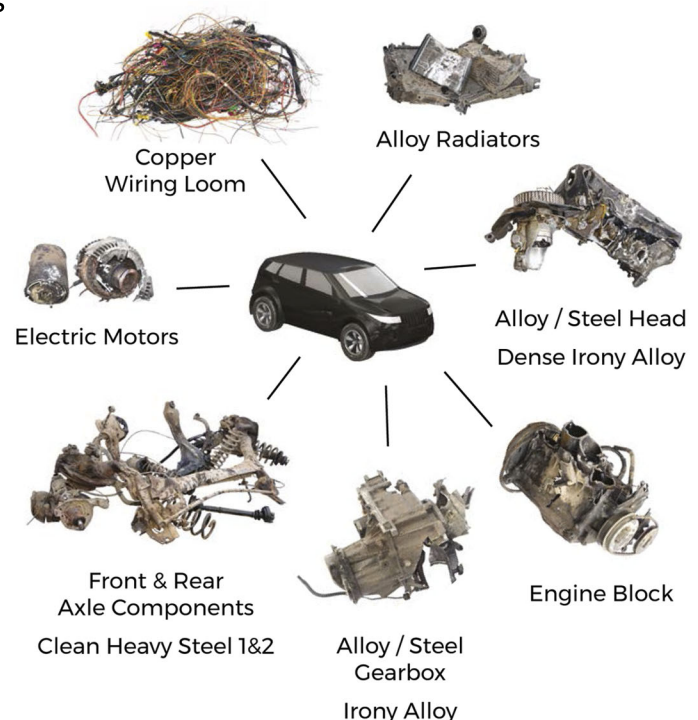 Copper
Wiring Loom
Alloy Radiators
Electric Motors
Alloy / Steel Head
Dense Irony Alloy
Front & Rear
Axle Components
Clean Heavy Steel 1&2
Alloy / Steel
Gearbox
Irony Alloy
Engine Block